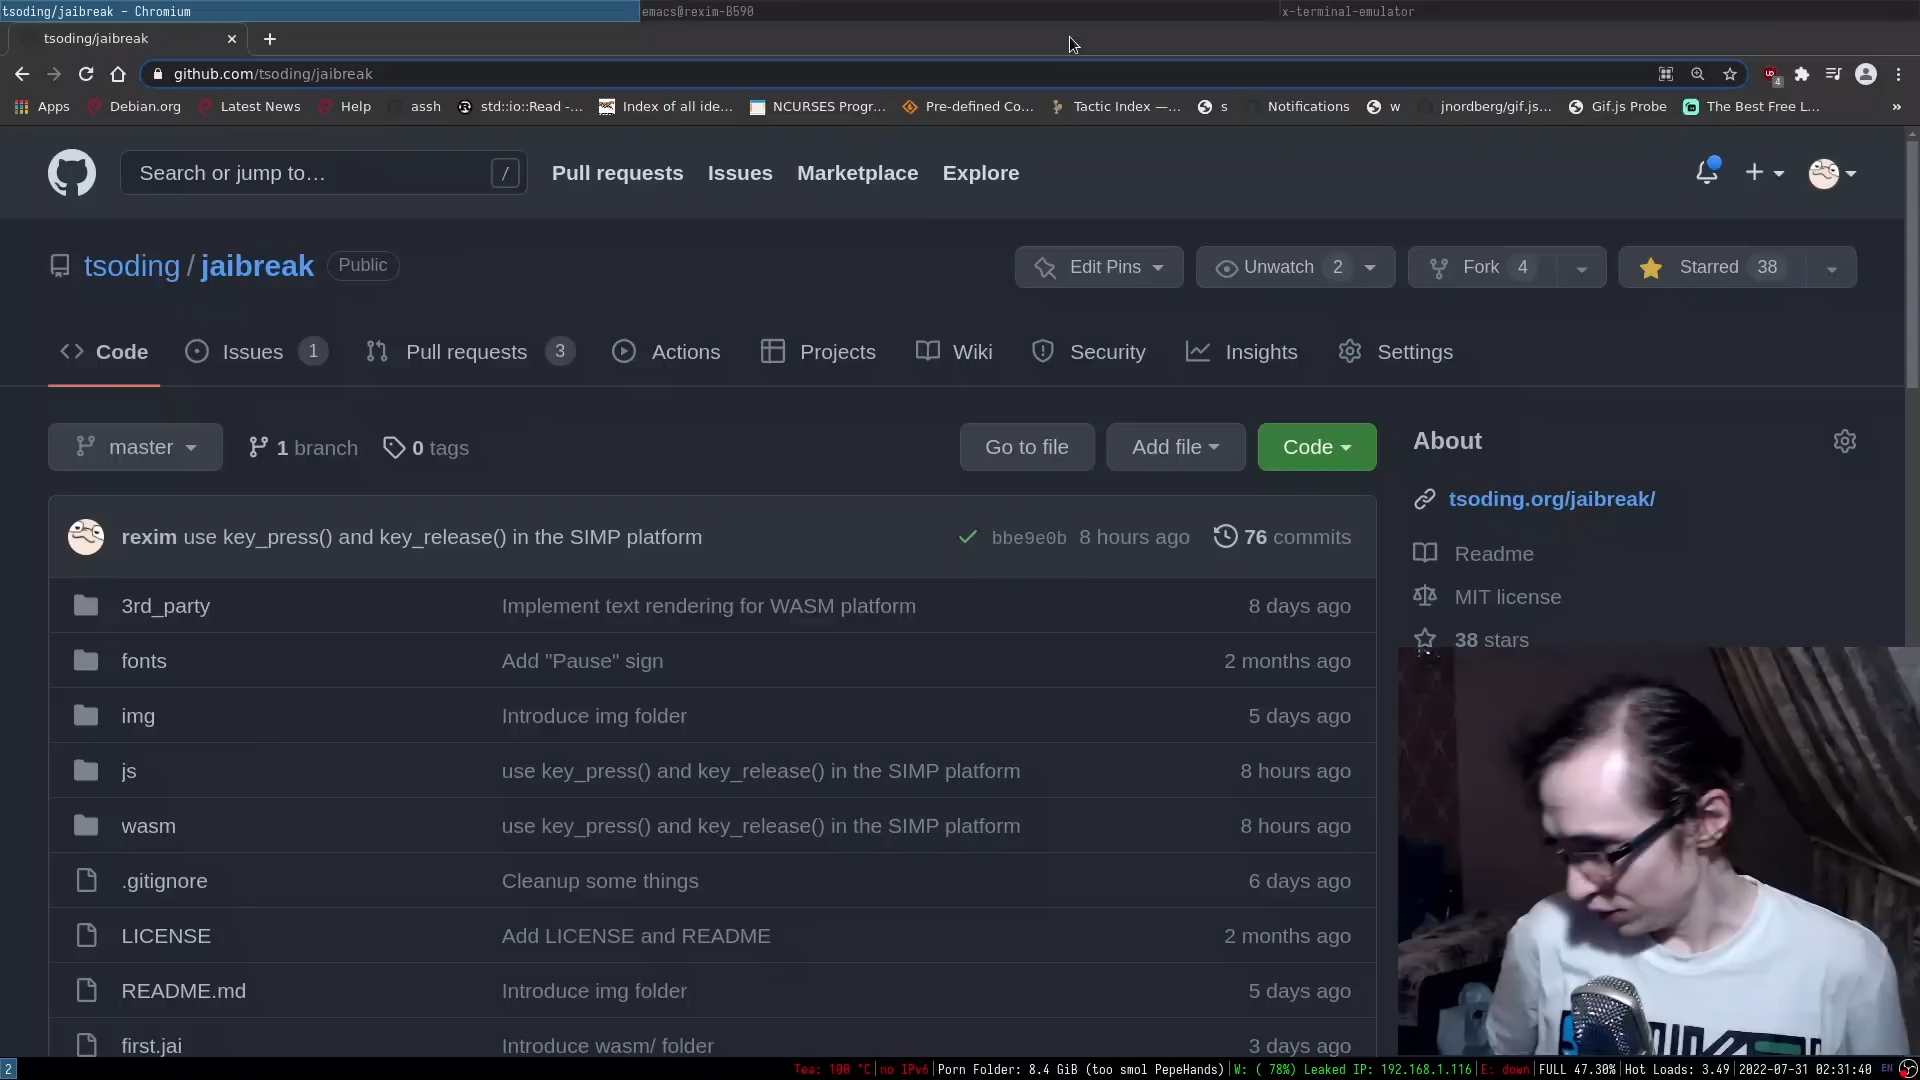 tsoding/jaibreak - Chromium
emacs@rexim-B590
x-terminal-emulator
tsoding/jaibreak
github.com/tsoding/jaibreak
4
Apps Debian.org Latest News Help assh std::io::Read -... Index of all ide... NCURSES Progr... Pre-defined Co... Tactic Index —... s Notifications w jnordberg/gif.js... Gif.js Probe The Best Free L... »
Search or jump to… / Pull requests Issues Marketplace Explore
tsoding / jaibreak Public Edit Pins Unwatch 2 Fork 4 Starred 38
Code Issues 1 Pull requests 3 Actions Projects Wiki Security Insights Settings
master 1 branch 0 tags Go to file Add file Code
rexim use key_press() and key_release() in the SIMP platform bbe9e0b 8 hours ago 76 commits
3rd_party Implement text rendering for WASM platform 8 days ago
fonts Add "Pause" sign 2 months ago
img Introduce img folder 5 days ago
js use key_press() and key_release() in the SIMP platform 8 hours ago
wasm use key_press() and key_release() in the SIMP platform 8 hours ago
.gitignore Cleanup some things 6 days ago
LICENSE Add LICENSE and README 2 months ago
README.md Introduce img folder 5 days ago
first.jai Introduce wasm/ folder 3 days ago
About
tsoding.org/jaibreak/
Readme
MIT license
38 stars
2
Tea: 100 °C|no IPv6|Porn Folder: 8.4 GiB (too smol PepeHands)|W: ( 78%) Leaked IP: 192.168.1.116|E: down|FULL 47.30%|Hot Loads: 3.49|2022-07-31 02:31:40 EN